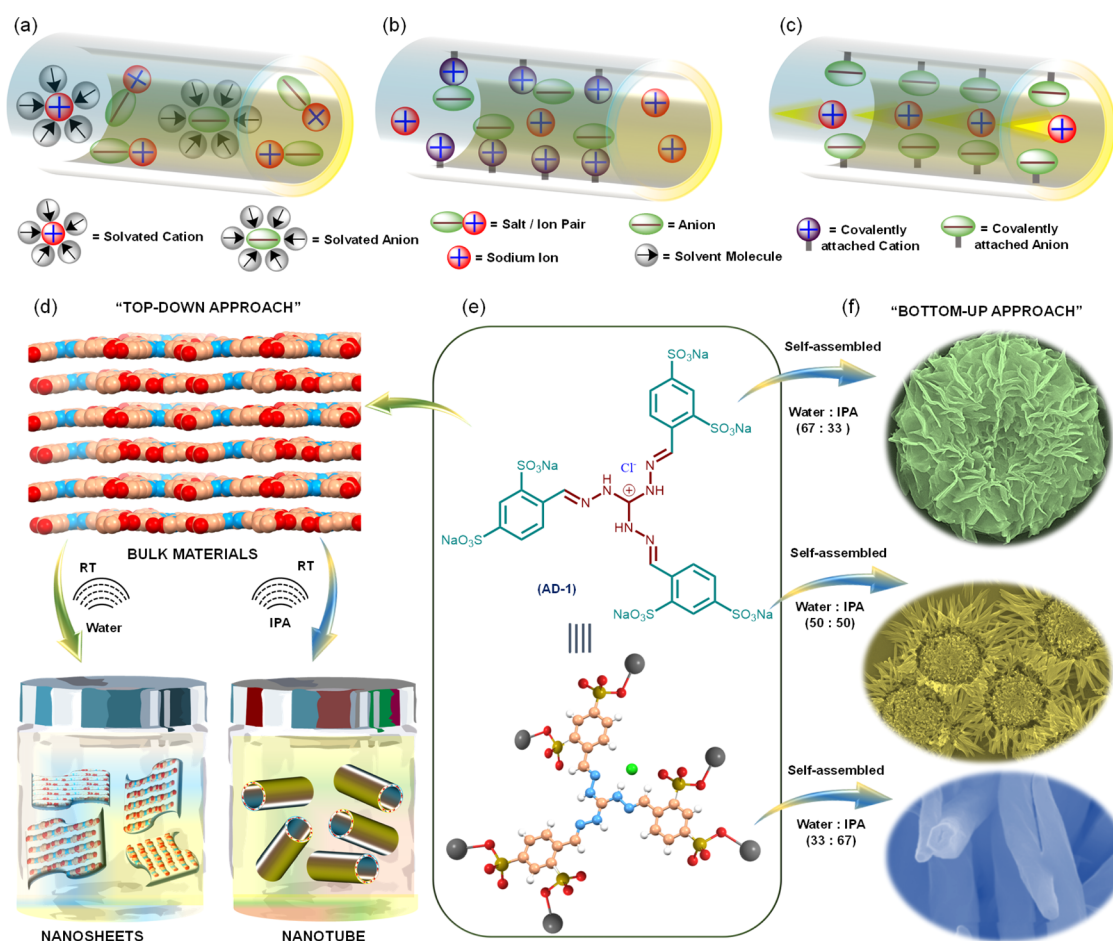 (a)
(b)
(c)
= Solvated Cation
= Solvated Anion
= Salt / Ion Pair
= Sodium Ion
= Anion
= Solvent Molecule
= Covalently
attached Cation
= Covalently
attached Anion
(d)
“TOP-DOWN APPROACH”
BULK MATERIALS
RT
Water
RT
IPA
NANOSHEETS
NANOTUBE
(e)
SO3Na
SO3Na
SO3Na
NaO3S
Cl-
N
HN
H
N
N
NH
HN
N
NaO3S
SO3Na
(AD-1)
(f)
“BOTTOM-UP APPROACH”
Self-assembled
Water : IPA
(67 : 33 )
Self-assembled
Water : IPA
(50 : 50)
Self-assembled
Water : IPA
(33 : 67)